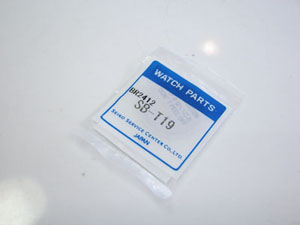 WATCH PARTS
BR2412
SB-T19
SEIKO SERVICE CENTER CO.,LTD
JAPAN